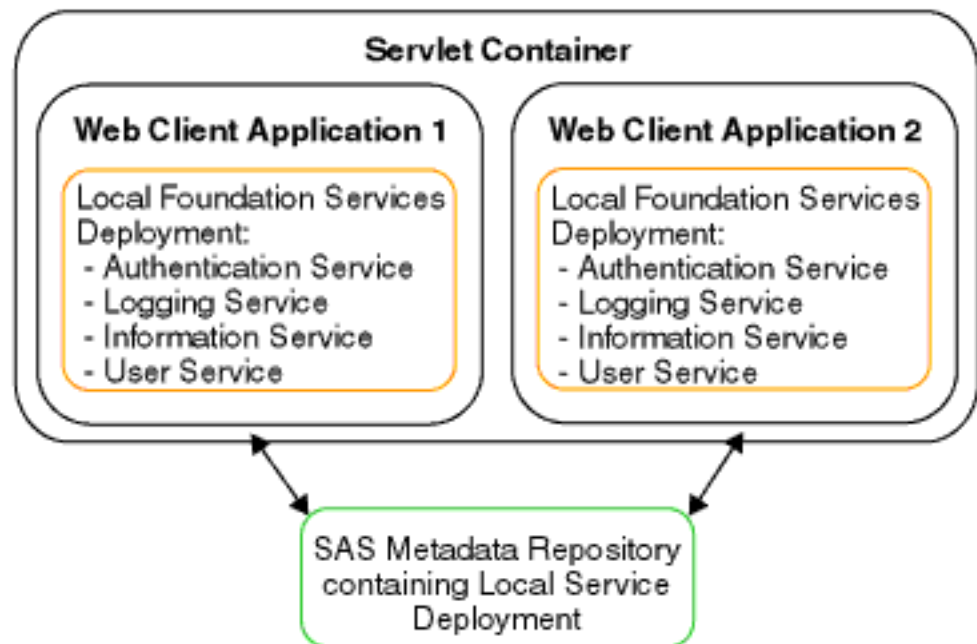 Servlet Container
Web Client Application 1
Local Foundation Services
Deployment:
- Authentication Service
- Logging Service
- Information Service
- User Service
Web Client Application 2
Local Foundation Services
Deployment:
- Authentication Service
- Logging Service
- Information Service
- User Service
SAS Metadata Repository
containing Local Service
Deployment